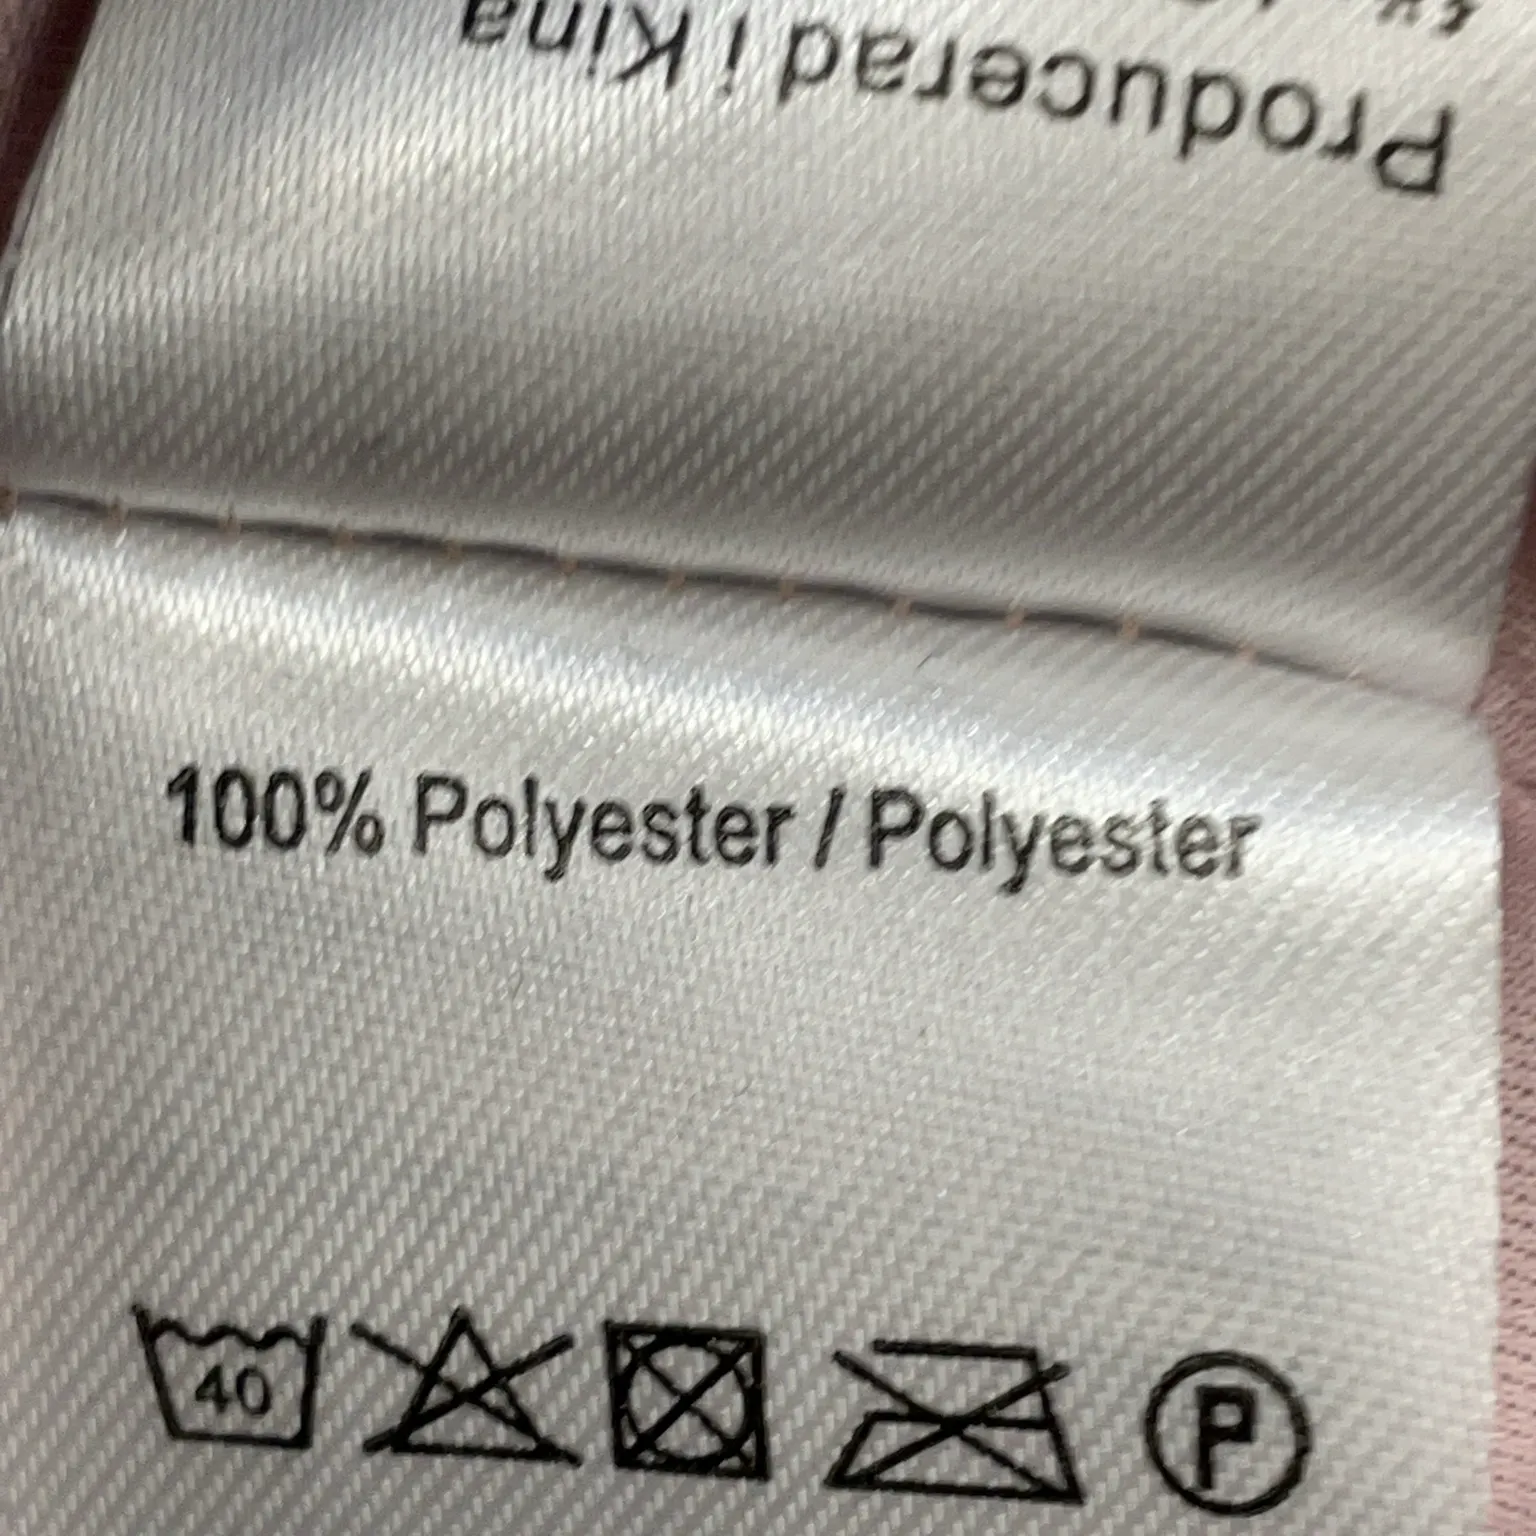 Producerad i Kina
100% Polyester / Polyester
40
P